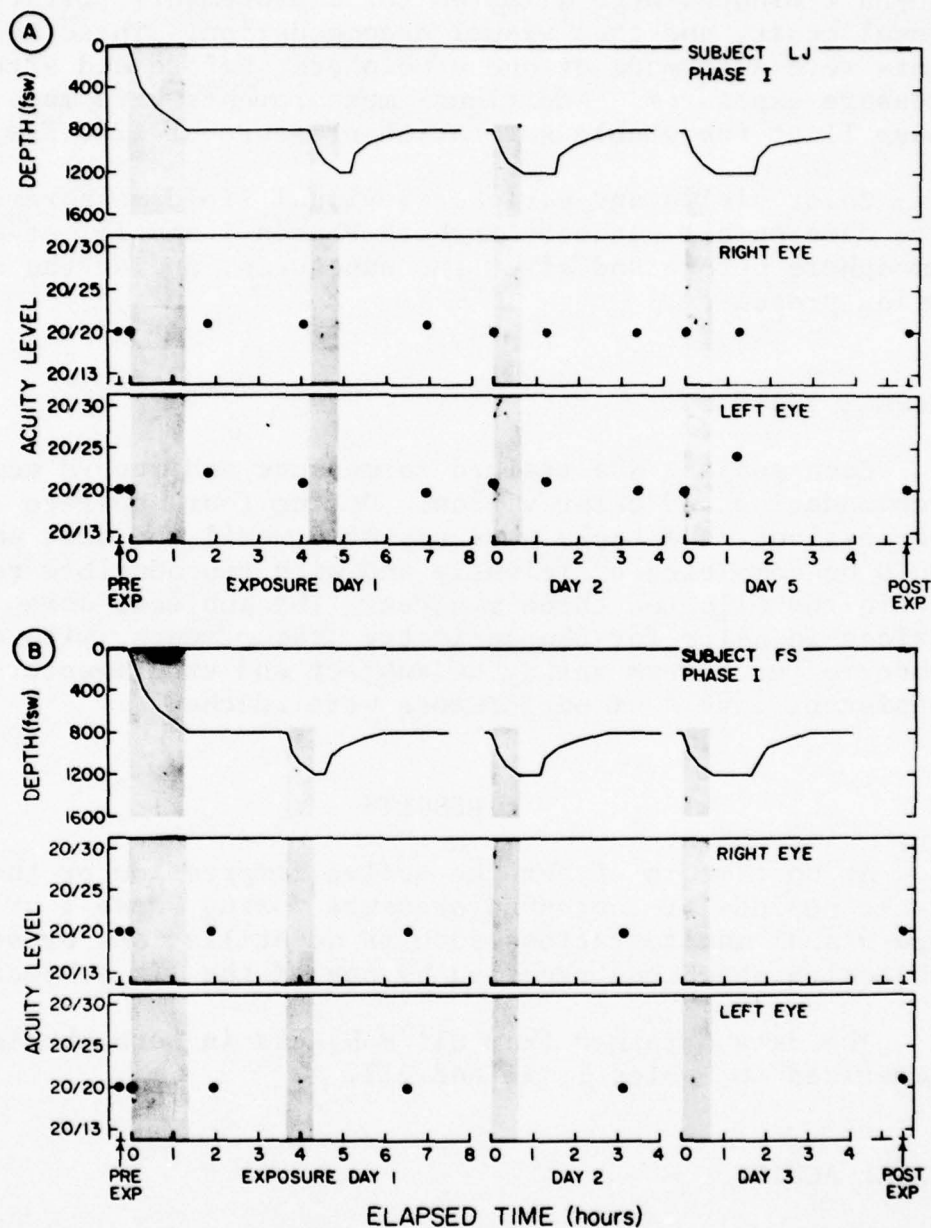 A
SUBJECT LJ
PHASE I
DEPTH (fsw)
0
400
800
1200
1600
RIGHT EYE
20/30
20/25
20/20
20/13
ACUITY LEVEL
LEFT EYE
20/30
20/25
20/20
20/13
0 1 2 3 4 5 6 7 8 0 1 2 3 4 0 1 2 3 4
PRE EXP
EXPOSURE DAY 1
DAY 2
DAY 5
POST EXP
B
SUBJECT FS
PHASE I
DEPTH (fsw)
0
400
800
1200
1600
RIGHT EYE
20/30
20/25
20/20
20/13
ACUITY LEVEL
LEFT EYE
20/30
20/25
20/20
20/13
0 1 2 3 4 5 6 7 8 0 1 2 3 4 0 1 2 3 4
PRE EXP
EXPOSURE DAY 1
DAY 2
DAY 3
POST EXP
ELAPSED TIME (hours)